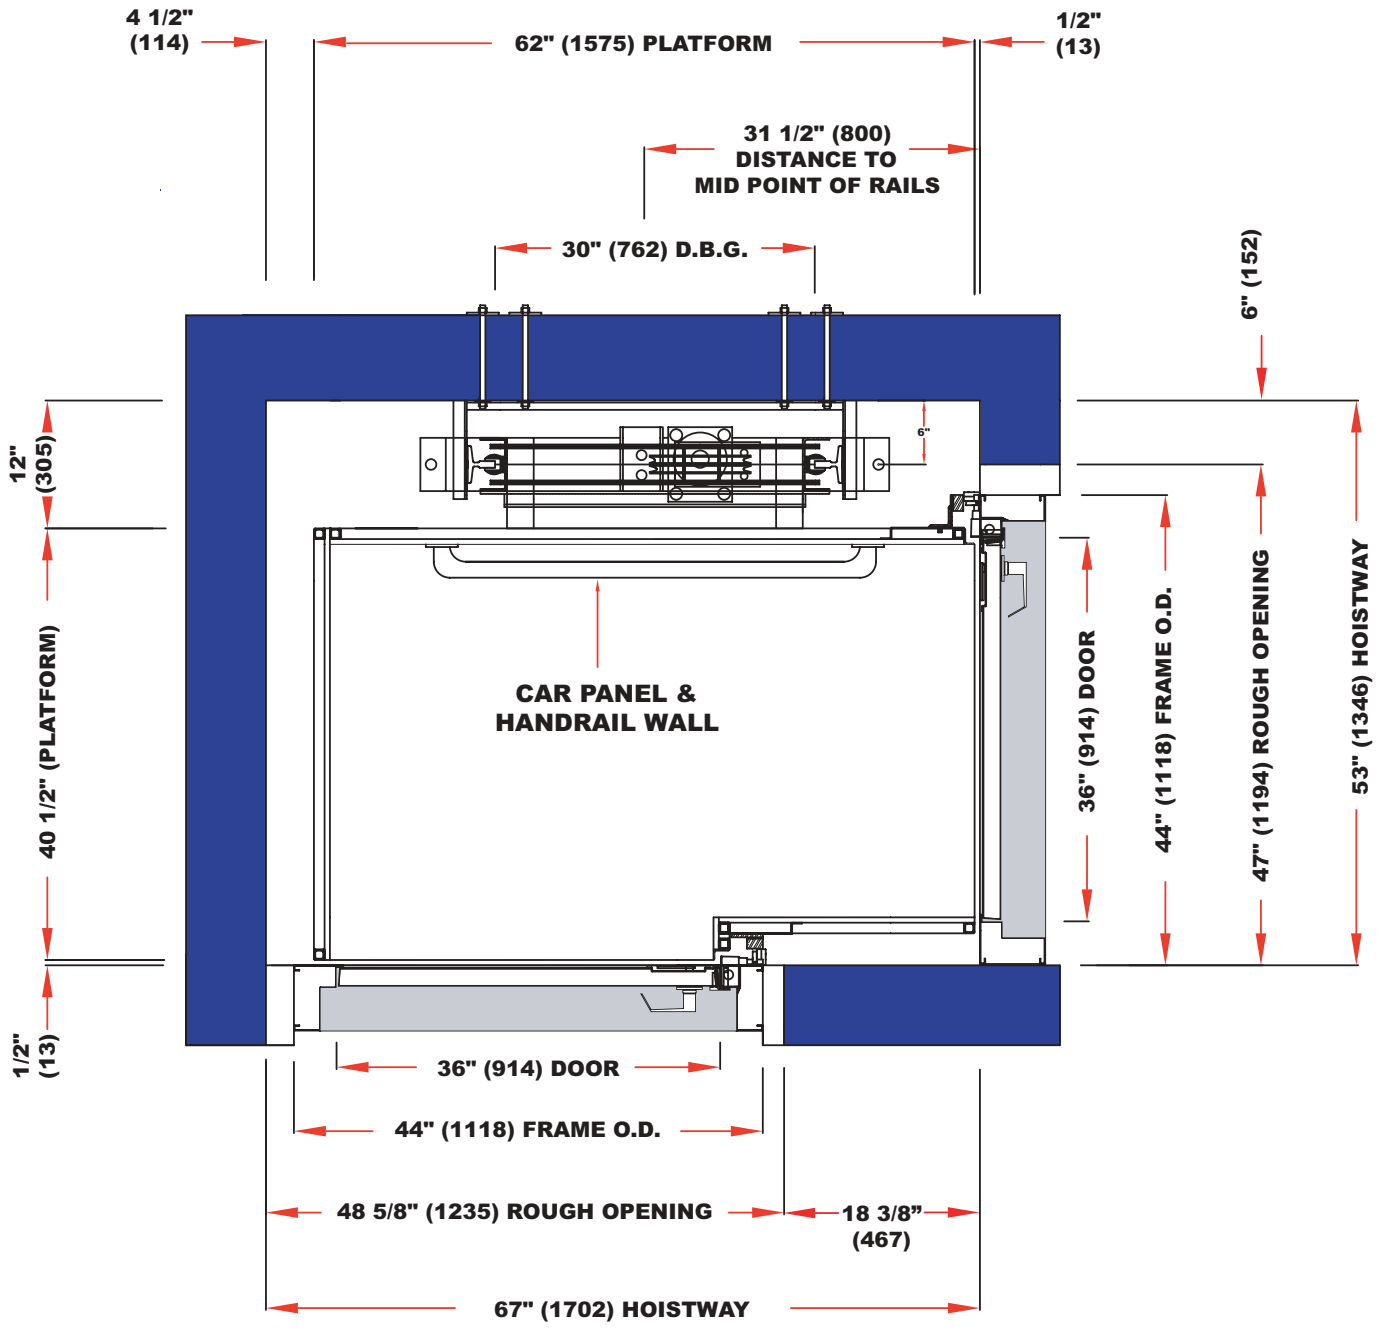 4 1/2"
(114)
62" (1575) PLATFORM
1/2"
(13)
31 1/2" (800)
DISTANCE TO
MID POINT OF RAILS
30" (762) D.B.G.
6" (152)
12"
(305)
6"
40 1/2" (PLATFORM)
CAR PANEL &
HANDRAIL WALL
36" (914) DOOR
44" (1118) FRAME O.D.
47" (1194) ROUGH OPENING
53" (1346) HOISTWAY
1/2"
(13)
36" (914) DOOR
44" (1118) FRAME O.D.
48 5/8" (1235) ROUGH OPENING
18 3/8”
(467)
67" (1702) HOISTWAY